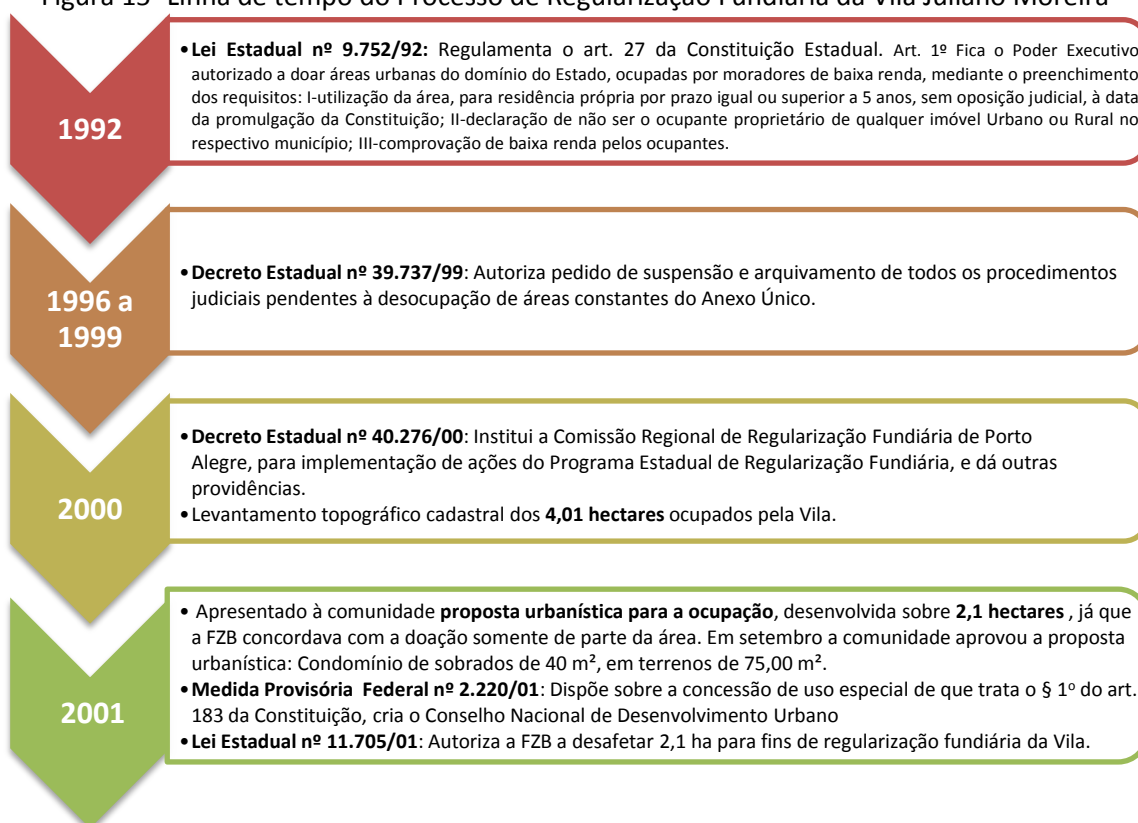 Figura 15- Linha de tempo do Processo de Regularização Fundiária da Vila Juliano Moreira
1992
•Lei Estadual nº 9.752/92: Regulamenta o art. 27 da Constituição Estadual. Art. 1º Fica o Poder Executivo
autorizado a doar áreas urbanas do domínio do Estado, ocupadas por moradores de baixa renda, mediante o preenchimento
dos requisitos: I-utilização da área, para residência própria por prazo igual ou superior a 5 anos, sem oposição judicial, à data
da promulgação da Constituição; II-declaração de não ser o ocupante proprietário de qualquer imóvel Urbano ou Rural no
respectivo município; III-comprovação de baixa renda pelos ocupantes.
1996 a
1999
•Decreto Estadual nº 39.737/99: Autoriza pedido de suspensão e arquivamento de todos os procedimentos
judiciais pendentes à desocupação de áreas constantes do Anexo Único.
2000
•Decreto Estadual nº 40.276/00: Institui a Comissão Regional de Regularização Fundiária de Porto
Alegre, para implementação de ações do Programa Estadual de Regularização Fundiária, e dá outras
providências.
•Levantamento topográfico cadastral dos 4,01 hectares ocupados pela Vila.
2001
• Apresentado à comunidade proposta urbanística para a ocupação, desenvolvida sobre 2,1 hectares , já que
a FZB concordava com a doação somente de parte da área. Em setembro a comunidade aprovou a proposta
urbanística: Condomínio de sobrados de 40 m², em terrenos de 75,00 m².
•Medida Provisória Federal nº 2.220/01: Dispõe sobre a concessão de uso especial de que trata o § 1º do art.
183 da Constituição, cria o Conselho Nacional de Desenvolvimento Urbano
•Lei Estadual nº 11.705/01: Autoriza a FZB a desafetar 2,1 ha para fins de regularização fundiária da Vila.